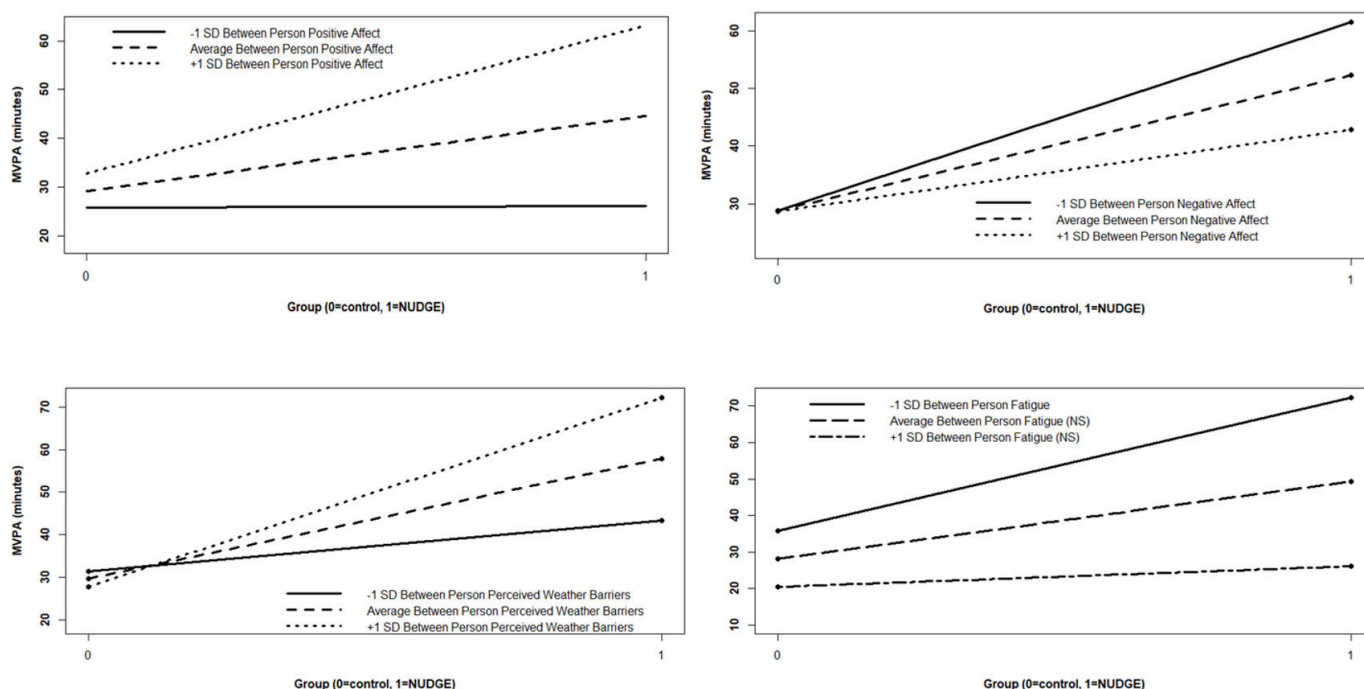 -1 SD Between Person Positive Affect
Average Between Person Positive Affect
+1 SD Between Person Positive Affect
MVPA (minutes)
60
50
40
30
20
0 1
Group (0=control, 1=NUDGE)
MVPA (minutes)
60
50
40
30
-1 SD Between Person Negative Affect
Average Between Person Negative Affect
+1 SD Between Person Negative Affect
0 1
Group (0=control, 1=NUDGE)
MVPA (minutes)
70
60
50
40
30
20
-1 SD Between Person Perceived Weather Barriers
Average Between Person Perceived Weather Barriers
+1 SD Between Person Perceived Weather Barriers
0 1
Group (0=control, 1=NUDGE)
-1 SD Between Person Fatigue
Average Between Person Fatigue (NS)
+1 SD Between Person Fatigue (NS)
MVPA (minutes)
70
60
50
40
30
20
10
0 1
Group (0=control, 1=NUDGE)